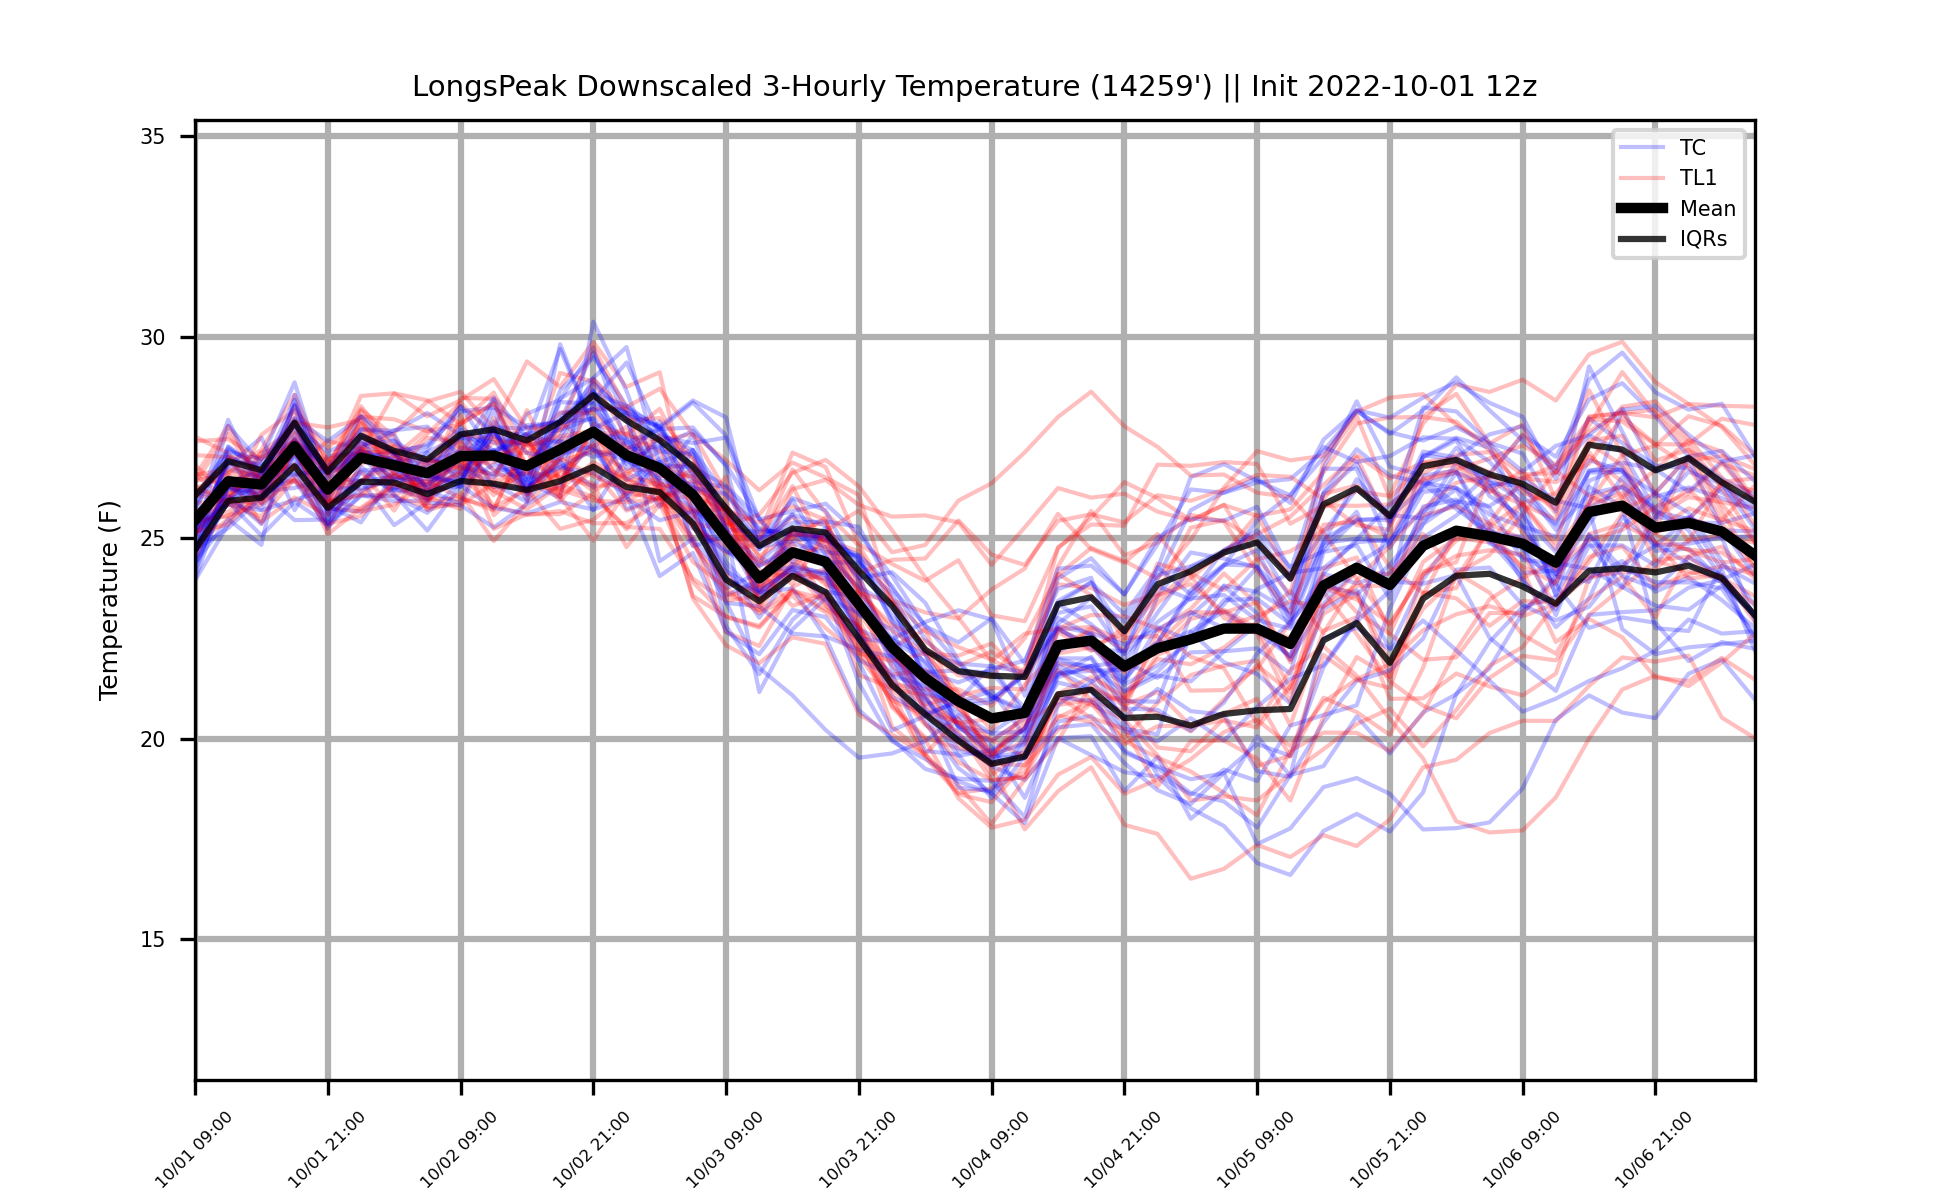 LongsPeak Downscaled 3-Hourly Temperature (14259') || Init 2022-10-01 12z
TC
TL1
Mean
IQRs
Temperature (F)
35
30
25
20
15
10/01 09:00
10/01 21:00
10/02 09:00
10/02 21:00
10/03 09:00
10/03 21:00
10/04 09:00
10/04 21:00
10/05 09:00
10/05 21:00
10/06 09:00
10/06 21:00